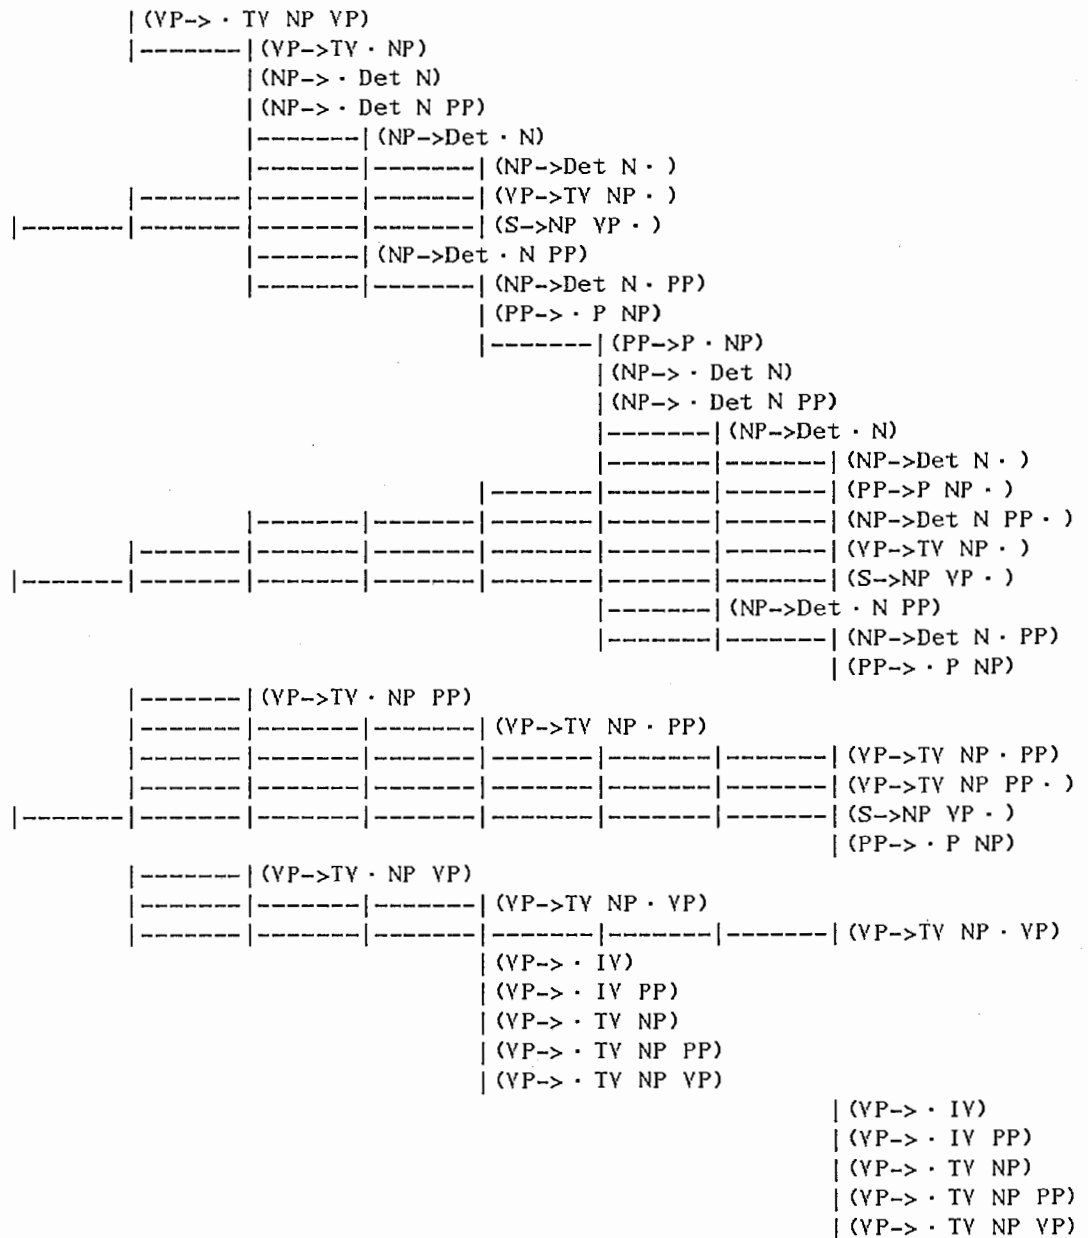 |(VP-> · TV NP VP)
|-------|(VP->TV · NP)
|(NP-> · Det N)
|(NP-> · Det N PP)
|-------|(NP->Det · N)
|-------|-------|(NP->Det N · )
|-------|-------|-------|(VP->TV NP · )
|-------|-------|-------|-------|(S->NP VP · )
|-------|(NP->Det · N PP)
|-------|-------|(NP->Det N · PP)
|(PP-> · P NP)
|-------|(PP->P · NP)
|(NP-> · Det N)
|(NP-> · Det N PP)
|-------|(NP->Det · N)
|-------|-------|(NP->Det N · )
|-------|-------|-------|(PP->P NP · )
|-------|-------|-------|-------|-------|(NP->Det N PP · )
|-------|-------|-------|-------|-------|-------|(VP->TV NP · )
|-------|-------|-------|-------|-------|-------|-------|(S->NP VP · )
|-------|(NP->Det · N PP)
|-------|-------|(NP->Det N · PP)
|(PP-> · P NP)
|-------|(VP->TV · NP PP)
|-------|-------|-------|(VP->TV NP · PP)
|-------|-------|-------|-------|-------|-------|(VP->TV NP · PP)
|-------|-------|-------|-------|-------|-------|(VP->TV NP PP · )
|-------|-------|-------|-------|-------|-------|-------|(S->NP VP · )
|(PP-> · P NP)
|-------|(VP->TV · NP VP)
|-------|-------|-------|(VP->TV NP · VP)
|-------|-------|-------|-------|-------|-------|(VP->TV NP · VP)
|(VP-> · IV)
|(VP-> · IV PP)
|(VP-> · TV NP)
|(VP-> · TV NP PP)
|(VP-> · TV NP VP)
|(VP-> · IV)
|(VP-> · IV PP)
|(VP-> · TV NP)
|(VP-> · TV NP PP)
|(VP-> · TV NP VP)